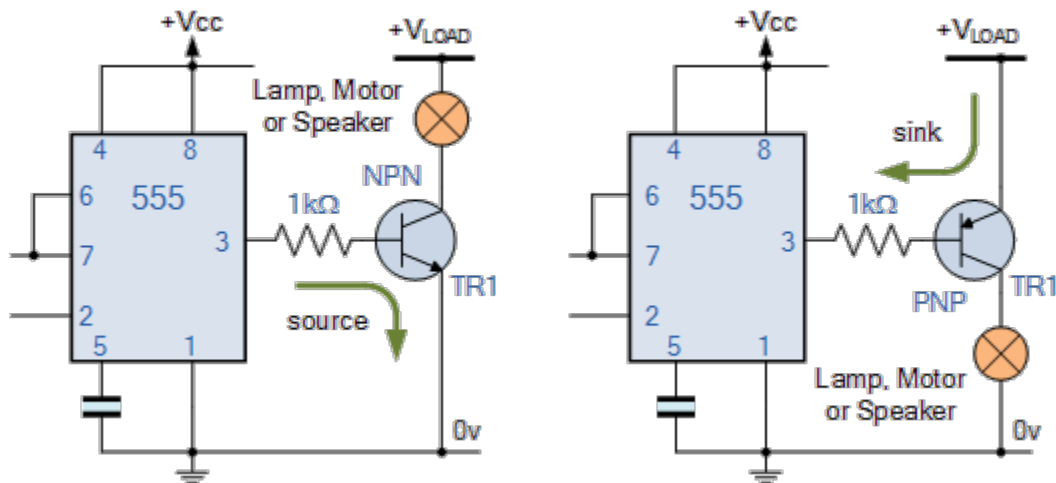 +Vcc
+VLOAD
Lamp, Motor
or Speaker
4
8
NPN
6
555
1kΩ
3
7
TR1
2
source
5
1
0v
+Vcc
+VLOAD
4
8
sink
6
555
1kΩ
3
7
PNP
TR1
2
5
1
Lamp, Motor
or Speaker
0v